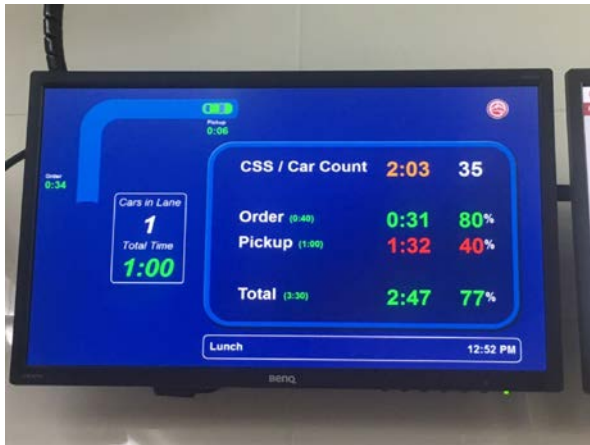 Pickup
0:06
Order
0:34
Cars in Lane
1
Total Time
1:00
CSS / Car Count 2:03 35
Order (0:40) 0:31 80%
Pickup (1:00) 1:32 40%
Total (3:30) 2:47 77%
Lunch 12:52 PM
BenQ